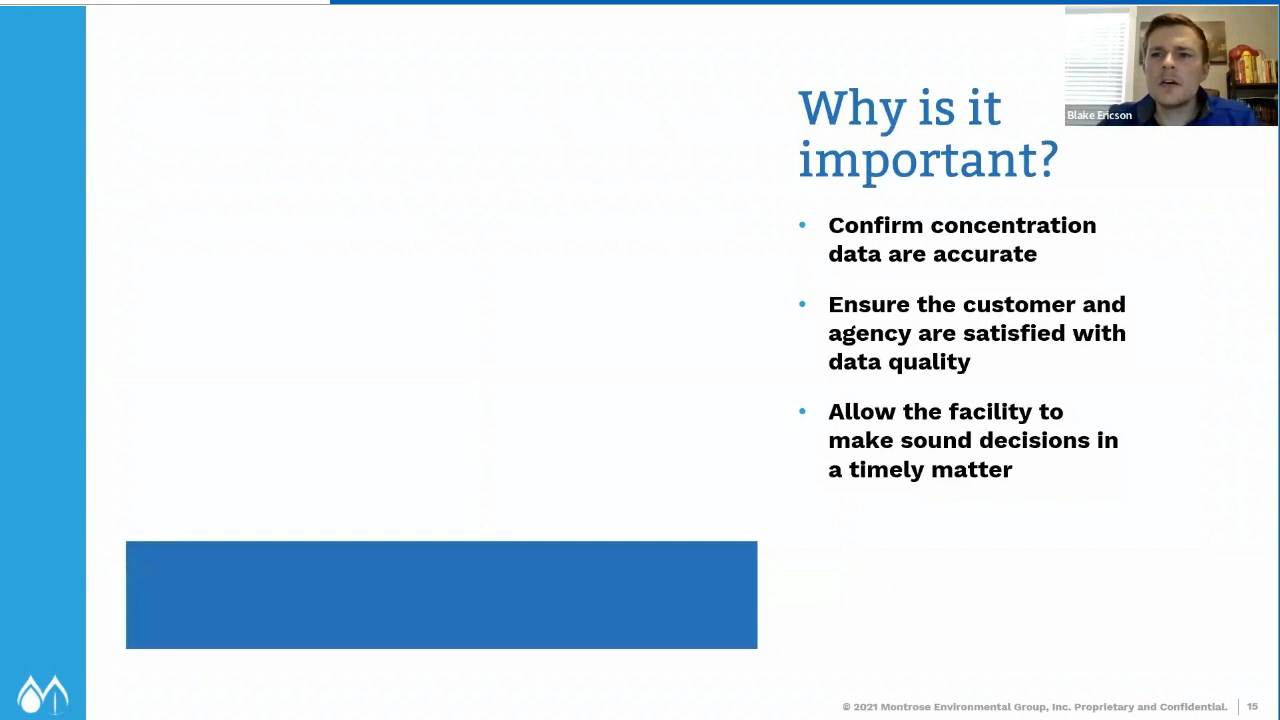 Why is it
important?
Blake Ericson
• Confirm concentration
data are accurate
• Ensure the customer and
agency are satisfied with
data quality
• Allow the facility to
make sound decisions in
a timely matter
© 2021 Montrose Environmental Group, Inc. Proprietary and Confidential. 15